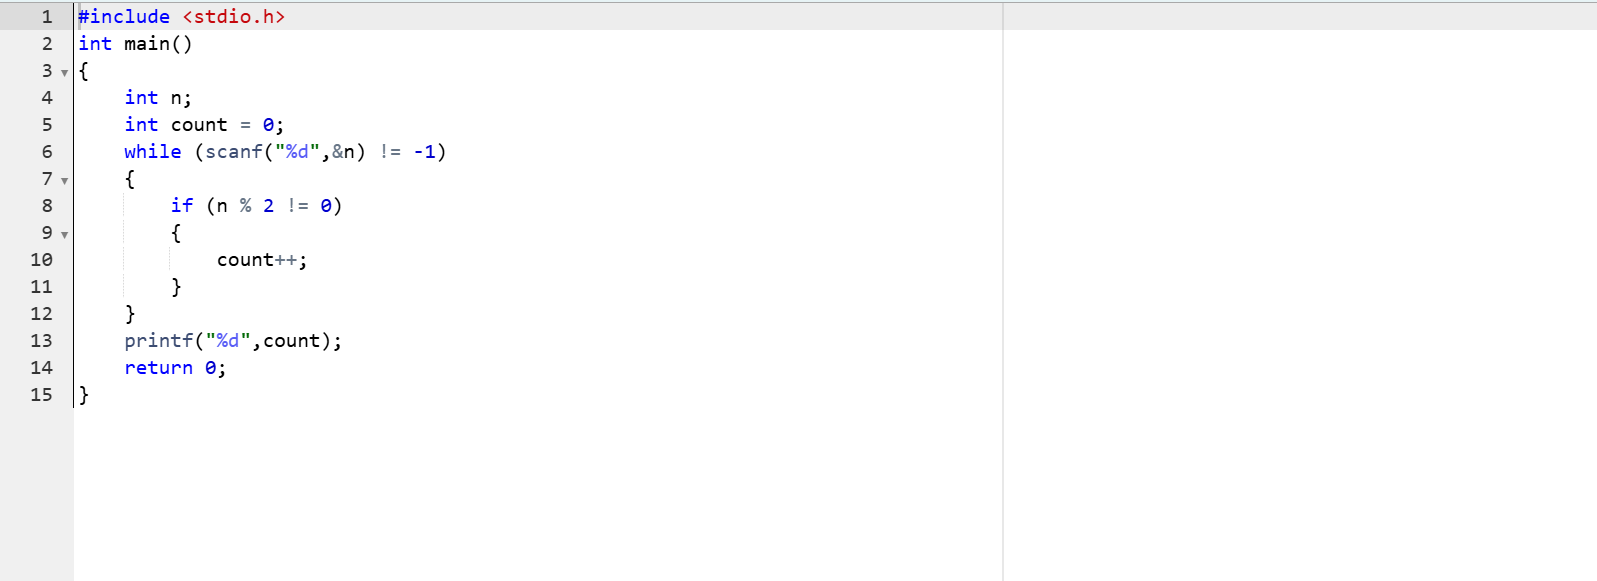 1 #include <stdio.h>
2 int main()
3 {
4     int n;
5     int count = 0;
6     while (scanf("%d",&n) != -1)
7     {
8         if (n % 2 != 0)
9         {
10             count++;
11         }
12     }
13     printf("%d",count);
14     return 0;
15 }